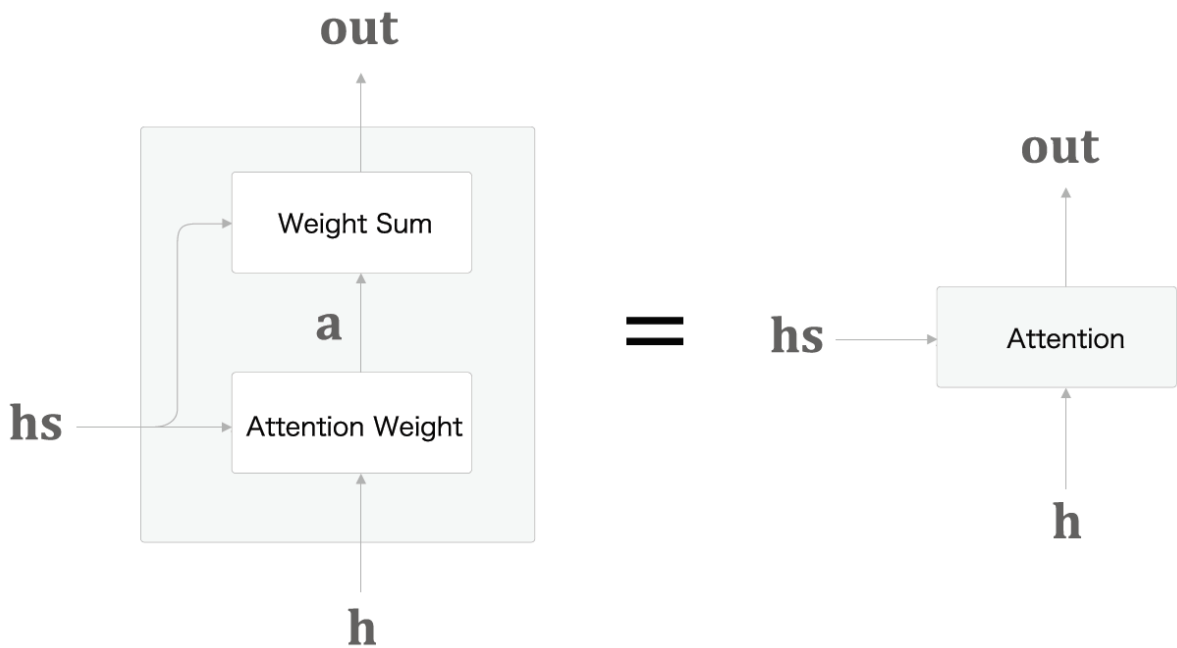 out
Weight Sum
a
hs
Attention Weight
h
=
out
hs
Attention
h